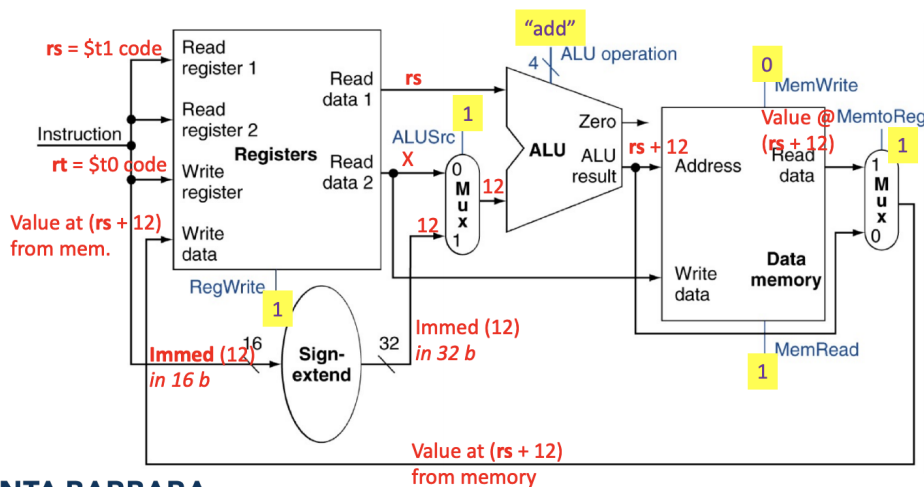 “add”
rs = $t1 code
Read
register 1
4
ALU operation
0
MemWrite
Read
data 1
rs
Read
register 2
1
Value @
MemtoReg
Instruction
ALUSrc
Zero
(rs + 12)
1
Registers
X
ALU
ALU
result
rs + 12
Address
Read
data
1
rt = $t0 code
Write
register
Read
data 2
0
Mux
1
12
Mux
0
Value at (rs + 12)
from mem.
Write
data
12
Data
memory
Write
data
RegWrite
1
Immed (12)
in 16 b
16
Sign-
extend
32
Immed (12)
in 32 b
MemRead
1
Value at (rs + 12)
from memory